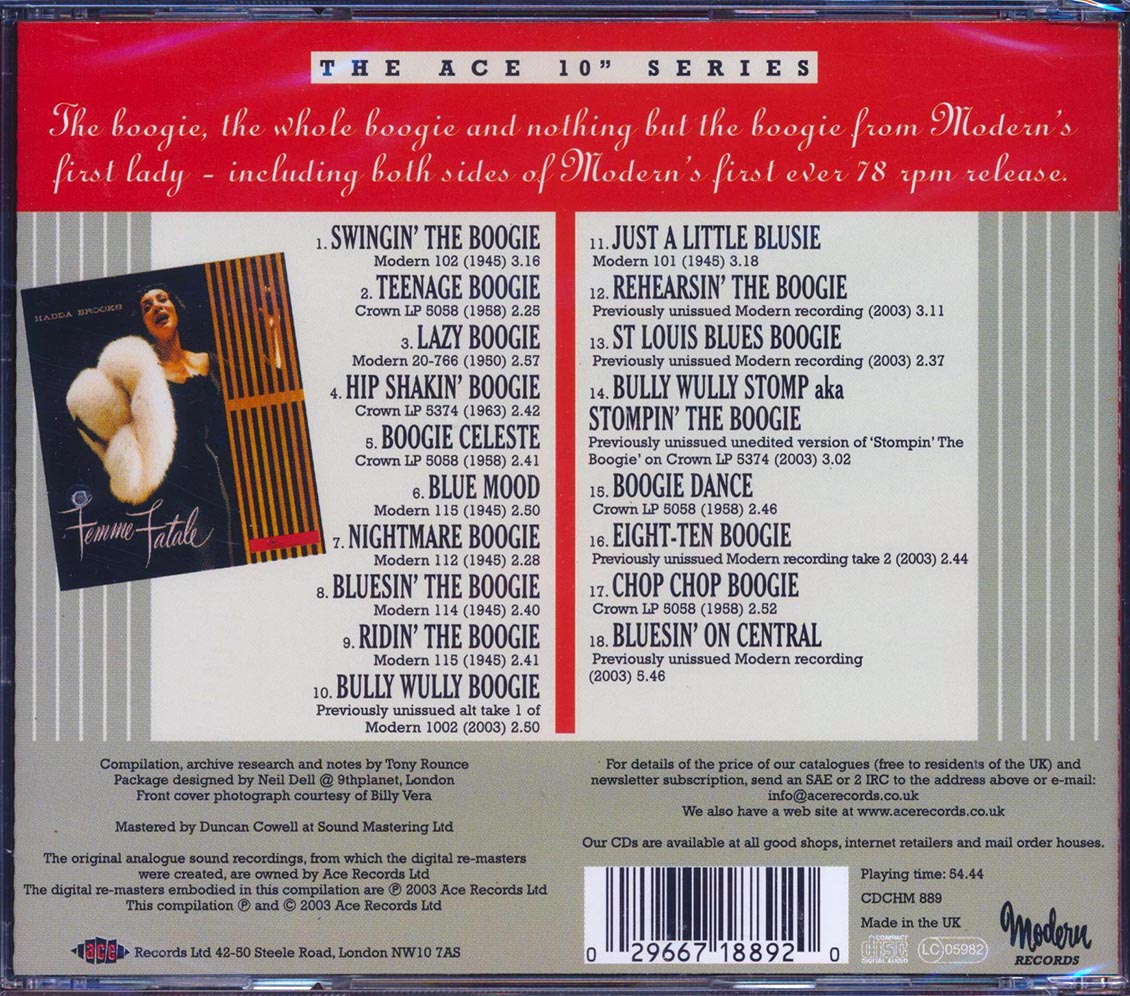 THE ACE 10" SERIES
The boogie, the whole boogie and nothing but the boogie from Modern's
first lady - including both sides of Modern's first ever 78 rpm release.
HADDA BROOKS
Femme Fatale
1. SWINGIN' THE BOOGIE
Modern 102 (1945) 3.16
2. TEENAGE BOOGIE
Crown LP 5058 (1958) 2.25
3. LAZY BOOGIE
Modern 20-766 (1950) 2.57
4. HIP SHAKIN' BOOGIE
Crown LP 5374 (1963) 2.42
5. BOOGIE CELESTE
Crown LP 5058 (1958) 2.41
6. BLUE MOOD
Modern 115 (1945) 2.50
7. NIGHTMARE BOOGIE
Modern 112 (1945) 2.28
8. BLUESIN' THE BOOGIE
Modern 114 (1945) 2.40
9. RIDIN' THE BOOGIE
Modern 115 (1945) 2.41
10. BULLY WULLY BOOGIE
Previously unissued alt take 1 of
Modern 1002 (2003) 2.50
11. JUST A LITTLE BLUSIE
Modern 101 (1945) 3.18
12. REHEARSIN' THE BOOGIE
Previously unissued Modern recording (2003) 3.11
13. ST LOUIS BLUES BOOGIE
Previously unissued Modern recording (2003) 2.37
14. BULLY WULLY STOMP aka
STOMPIN' THE BOOGIE
Previously unissued unedited version of 'Stompin' The
Boogie' on Crown LP 5374 (2003) 3.02
15. BOOGIE DANCE
Crown LP 5058 (1958) 2.46
16. EIGHT-TEN BOOGIE
Previously unissued Modern recording take 2 (2003) 2.44
17. CHOP CHOP BOOGIE
Crown LP 5058 (1958) 2.52
18. BLUESIN' ON CENTRAL
Previously unissued Modern recording
(2003) 5.46
Compilation, archive research and notes by Tony Rounce
Package designed by Neil Dell @ 9thplanet, London
Front cover photograph courtesy of Billy Vera
Mastered by Duncan Cowell at Sound Mastering Ltd
The original analogue sound recordings, from which the digital re-masters
were created, are owned by Ace Records Ltd
The digital re-masters embodied in this compilation are ℗ 2003 Ace Records Ltd
This compilation ℗ and © 2003 Ace Records Ltd
ACE Records Ltd 42-50 Steele Road, London NW10 7AS
For details of the price of our catalogues (free to residents of the UK) and
newsletter subscription, send an SAE or 2 IRC to the address above or e-mail:
info@acerecords.co.uk
We also have a web site at www.acerecords.co.uk
Our CDs are available at all good shops, internet retailers and mail order houses.
0 29667 18892 0
Playing time: 54.44
CDCHM 889
Made in the UK
COMPACT
disc
DIGITAL AUDIO
LC 05982
Modern
RECORDS